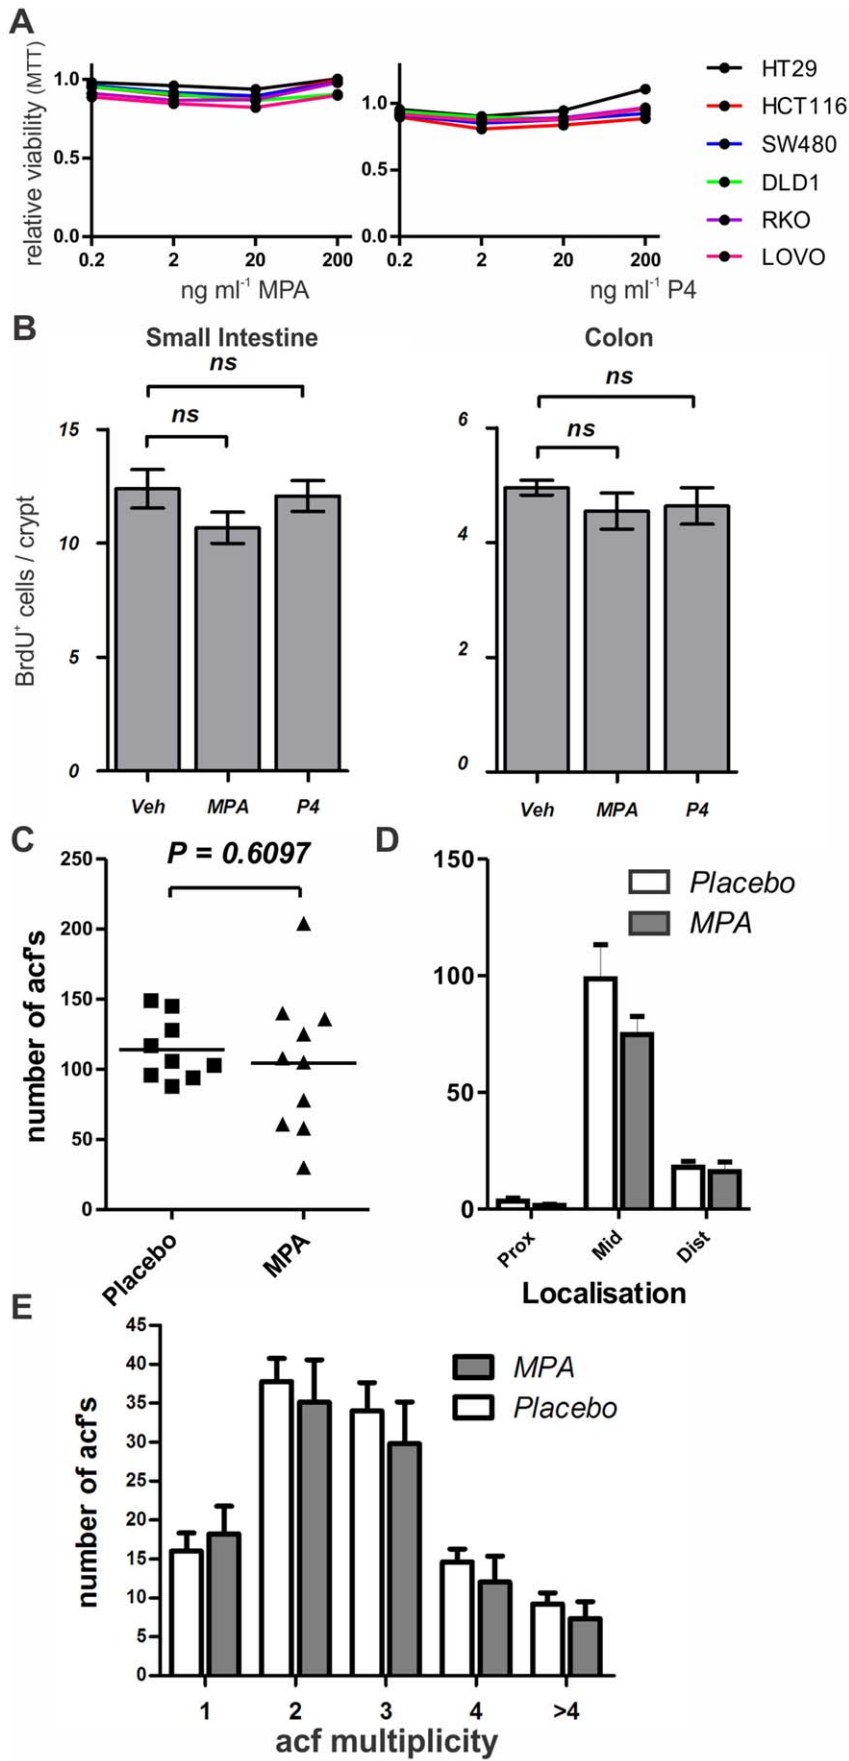 A
relative viability (MTT)
1.0
0.5
0.0
0.2 2 20 200
ng ml-1 MPA
1.0
0.5
0.0
0.2 2 20 200
ng ml-1 P4
HT29
HCT116
SW480
DLD1
RKO
LOVO
B
Small Intestine
ns
ns
BrdU+ cells / crypt
15
10
5
0
Veh MPA P4
Colon
ns
ns
6
4
2
0
Veh MPA P4
C
P = 0.6097
number of acf's
250
200
150
100
50
0
Placebo MPA
D
Placebo
MPA
150
100
50
0
Prox Mid Dist
Localisation
E
MPA
Placebo
number of acf's
45
40
35
30
25
20
15
10
5
0
1 2 3 4 >4
acf multiplicity